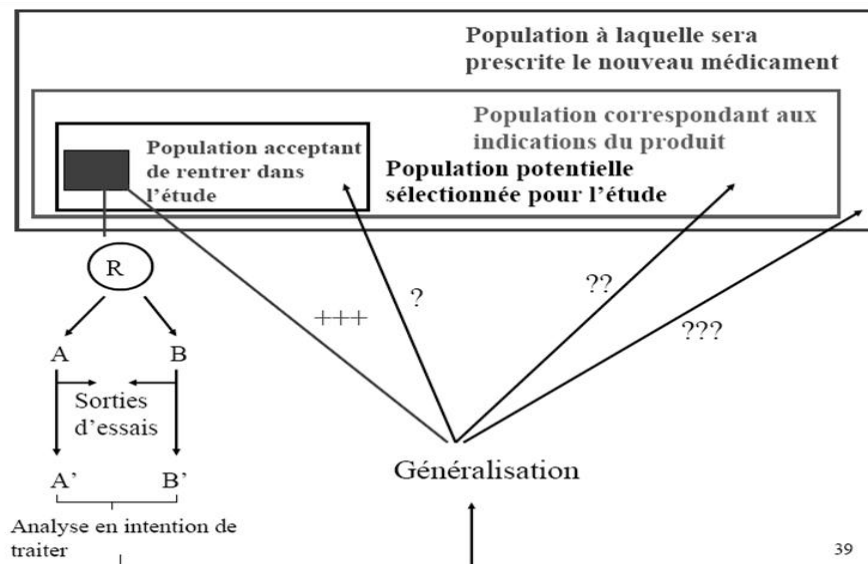 Population à laquelle sera
prescrite le nouveau médicament
Population correspondant aux
indications du produit
Population acceptant
de rentrer dans
l'étude
Population potentielle
sélectionnée pour l'étude
R
+++
?
??
???
A
B
Sorties
d'essais
A'
B'
Généralisation
Analyse en intention de
traiter
39